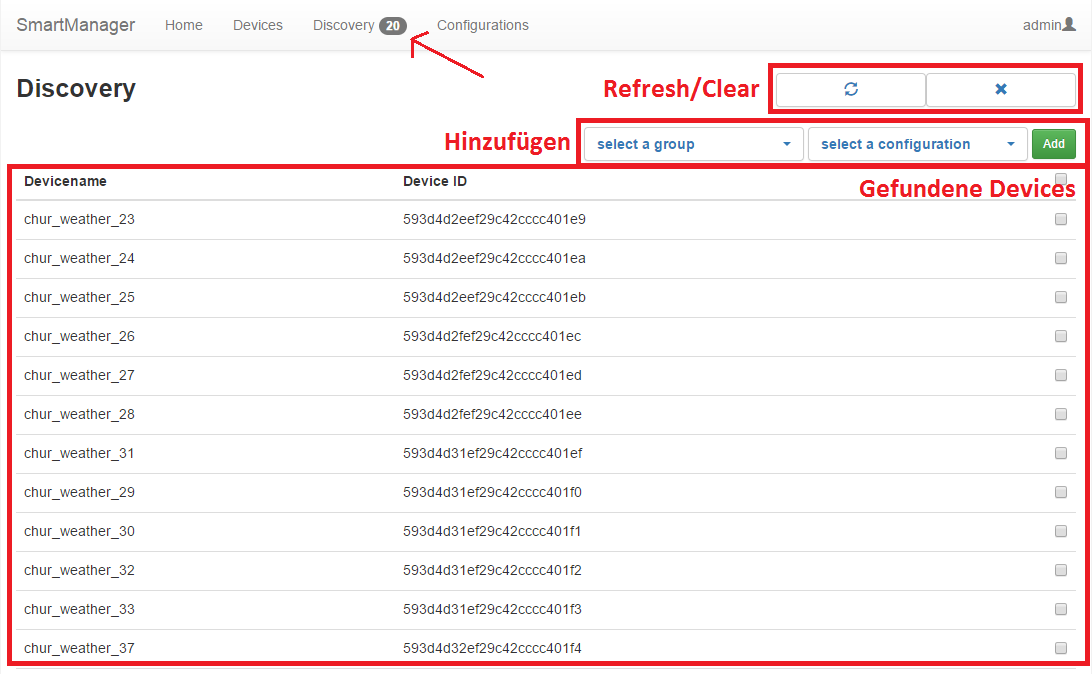 SmartManager Home Devices Discovery 20 Configurations admin
Discovery
Refresh/Clear
Hinzufügen select a group select a configuration Add
Devicename Device ID
Gefundene Devices
chur_weather_23 593d4d2eef29c42cccc401e9
chur_weather_24 593d4d2eef29c42cccc401ea
chur_weather_25 593d4d2eef29c42cccc401eb
chur_weather_26 593d4d2fef29c42cccc401ec
chur_weather_27 593d4d2fef29c42cccc401ed
chur_weather_28 593d4d2fef29c42cccc401ee
chur_weather_31 593d4d31ef29c42cccc401ef
chur_weather_29 593d4d31ef29c42cccc401f0
chur_weather_30 593d4d31ef29c42cccc401f1
chur_weather_32 593d4d31ef29c42cccc401f2
chur_weather_33 593d4d31ef29c42cccc401f3
chur_weather_37 593d4d32ef29c42cccc401f4